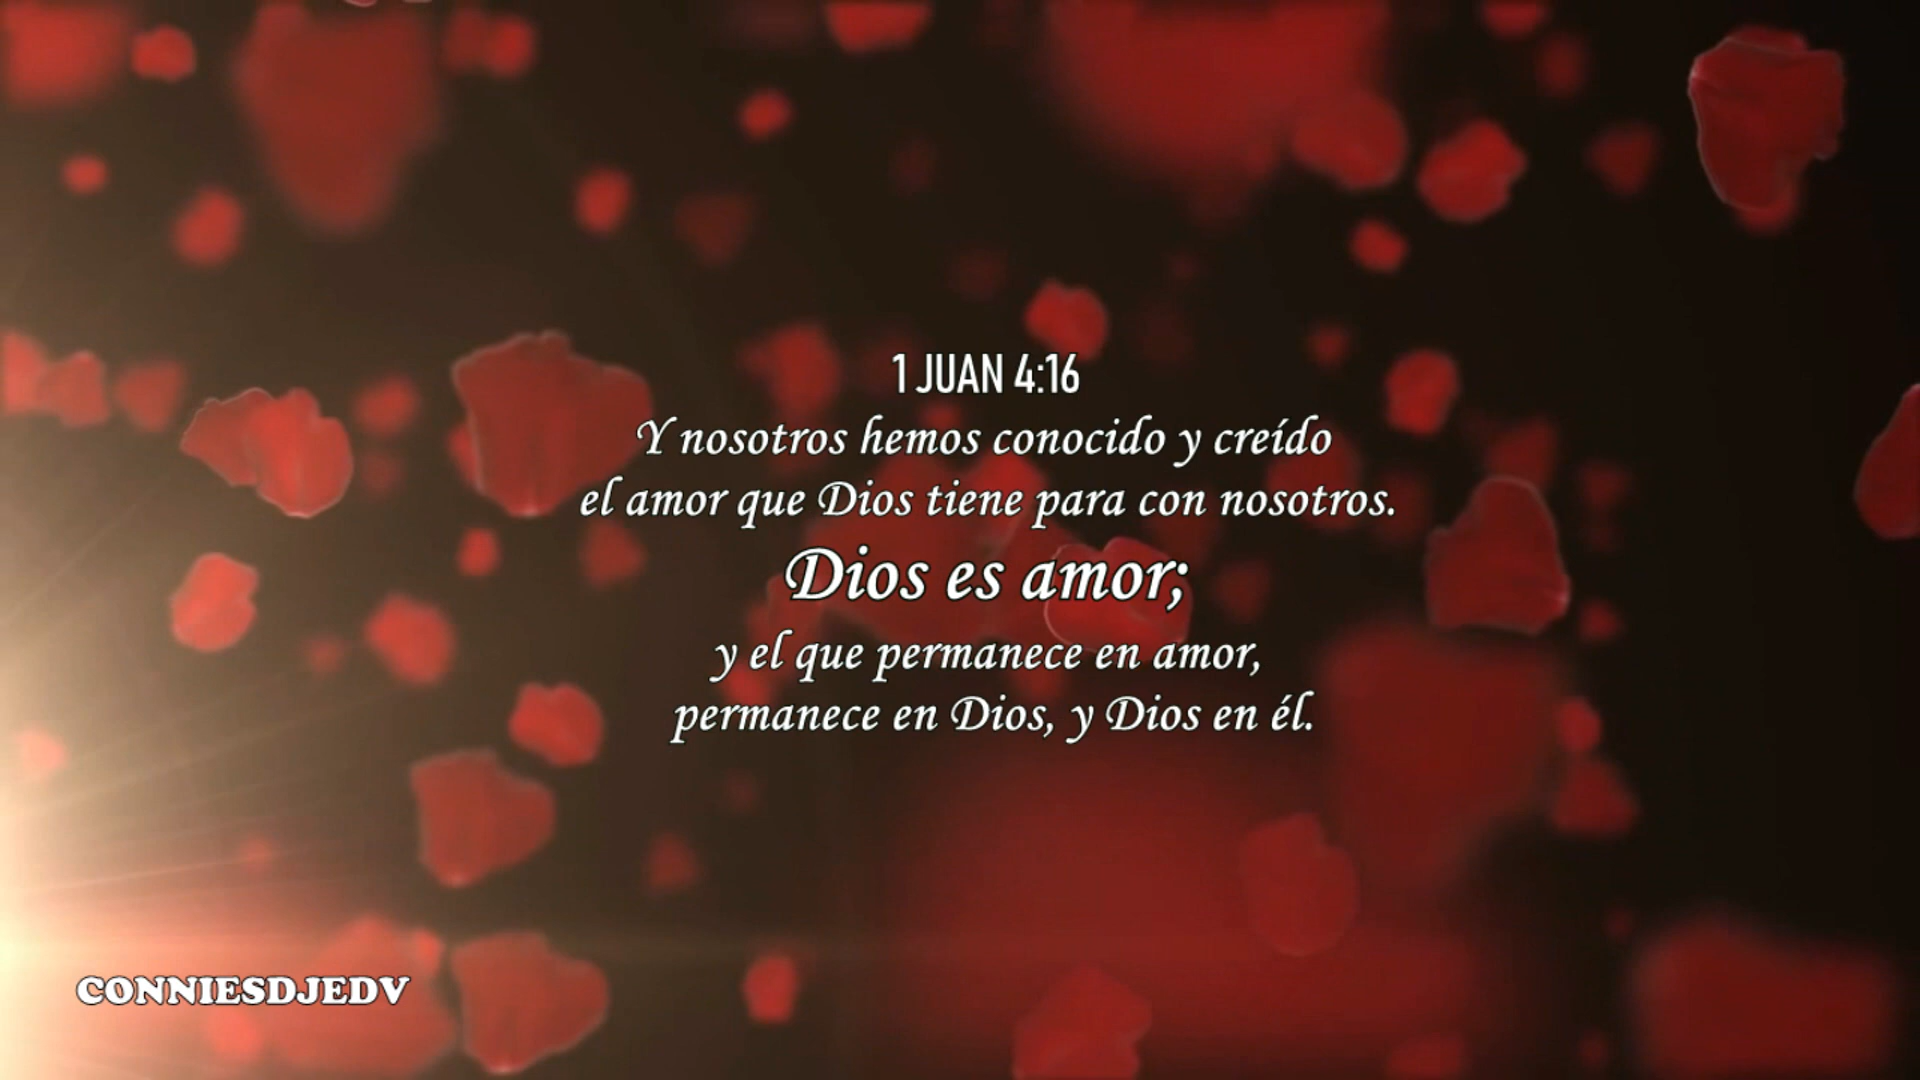 1 JUAN 4:16
Y nosotros hemos conocido y creído
el amor que Dios tiene para con nosotros.
Dios es amor;
y el que permanece en amor,
permanece en Dios, y Dios en él.
CONNIESDJEDV